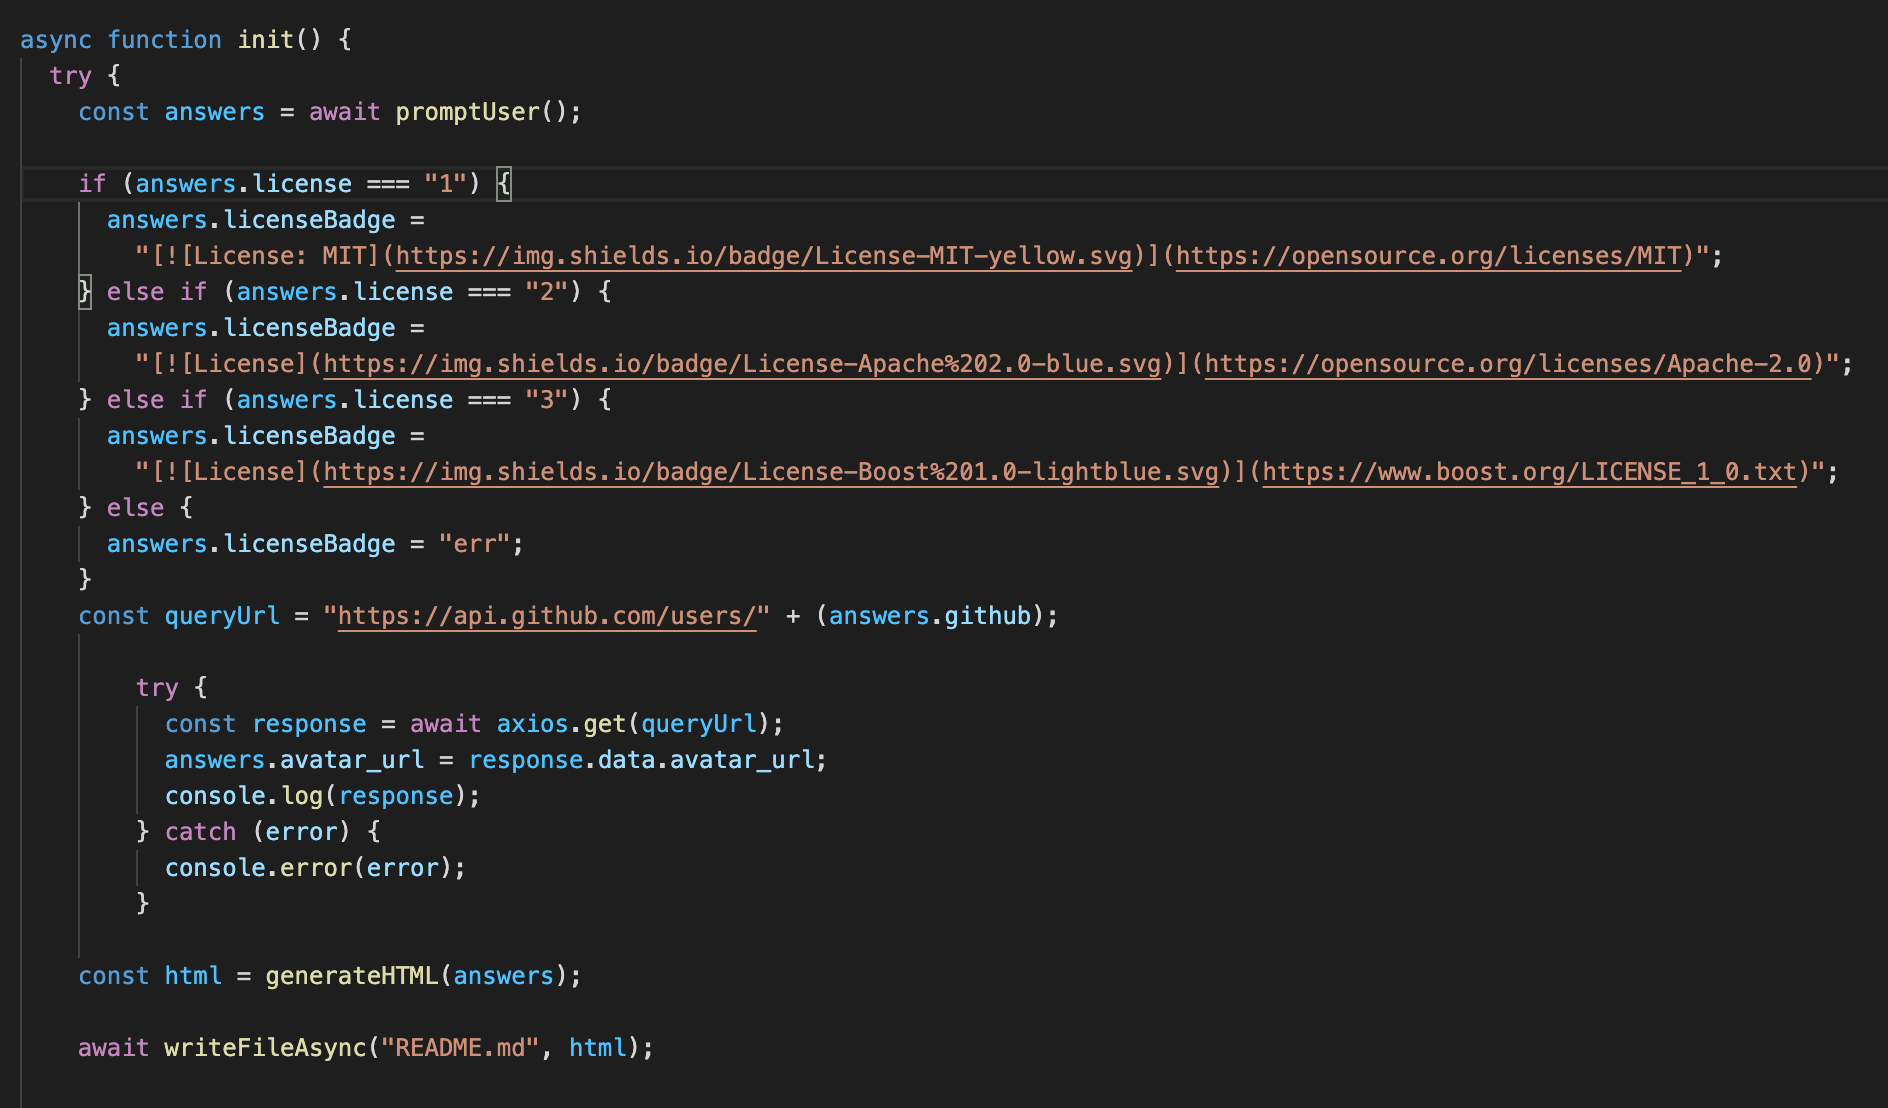 async function init() {
  try {
    const answers = await promptUser();

    if (answers.license === "1") {
      answers.licenseBadge =
        "[![License: MIT](https://img.shields.io/badge/License-MIT-yellow.svg)](https://opensource.org/licenses/MIT)";
    } else if (answers.license === "2") {
      answers.licenseBadge =
        "[![License](https://img.shields.io/badge/License-Apache%202.0-blue.svg)](https://opensource.org/licenses/Apache-2.0)";
    } else if (answers.license === "3") {
      answers.licenseBadge =
        "[![License](https://img.shields.io/badge/License-Boost%201.0-lightblue.svg)](https://www.boost.org/LICENSE_1_0.txt)";
    } else {
      answers.licenseBadge = "err";
    }
    const queryUrl = "https://api.github.com/users/" + (answers.github);

        try {
          const response = await axios.get(queryUrl);
          answers.avatar_url = response.data.avatar_url;
          console.log(response);
        } catch (error) {
          console.error(error);
        }

    const html = generateHTML(answers);

    await writeFileAsync("README.md", html);